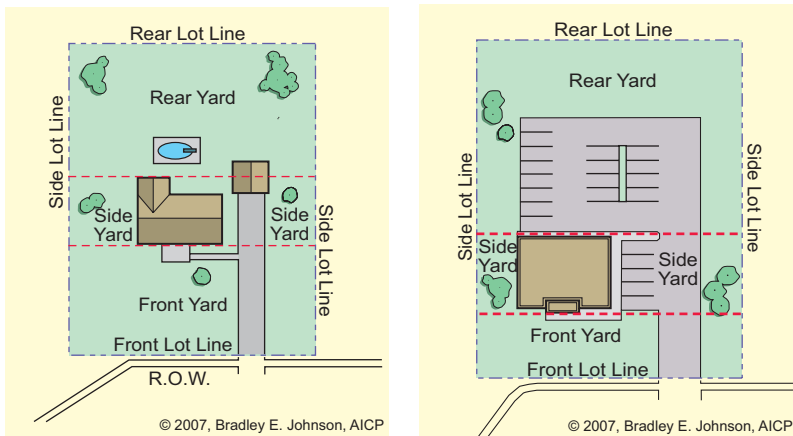 Rear Lot Line
Rear Yard
Side Lot Line
Side
Yard
Side
Yard
Side Lot Line
Front Yard
Front Lot Line
R.O.W.
© 2007, Bradley E. Johnson, AICP
Rear Lot Line
Rear Yard
Side Lot Line
Side Lot Line
Side
Yard
Side
Yard
Front Yard
Front Lot Line
© 2007, Bradley E. Johnson, AICP